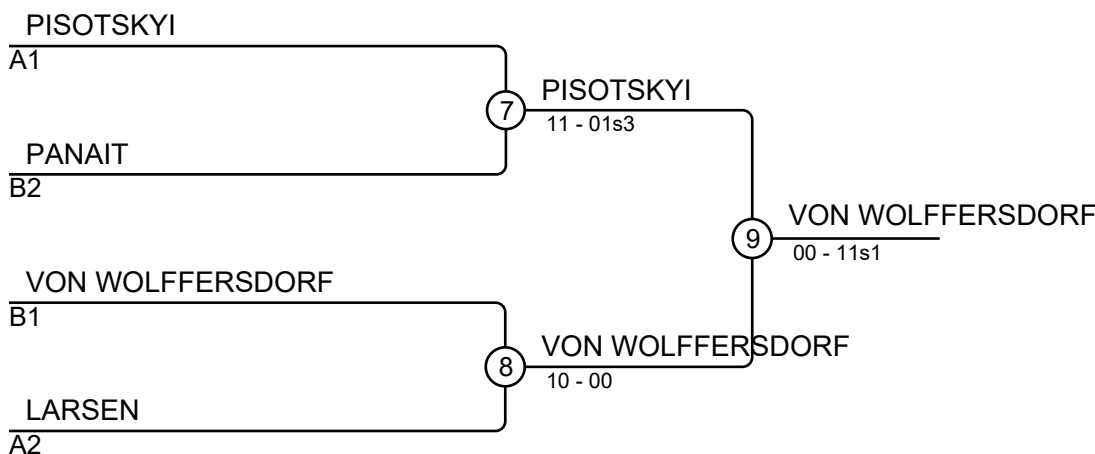 PISOTSKYI
A1
7
PISOTSKYI
11 - 01s3
PANAIT
B2
9
VON WOLFFERSDORF
00 - 11s1
VON WOLFFERSDORF
B1
8
VON WOLFFERSDORF
10 - 00
LARSEN
A2